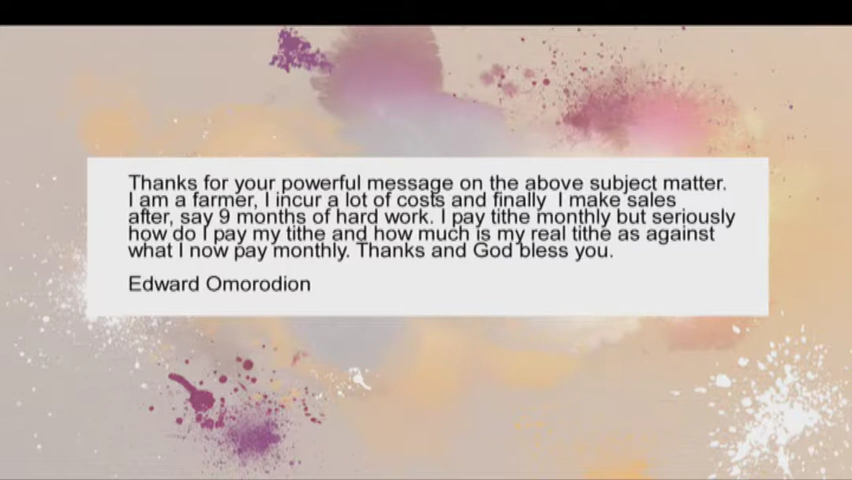 Thanks for your powerful message on the above subject matter.
I am a farmer, I incur a lot of costs and finally I make sales
after, say 9 months of hard work. I pay tithe monthly but seriously
how do I pay my tithe and how much is my real tithe as against
what I now pay monthly. Thanks and God bless you.
Edward Omorodion